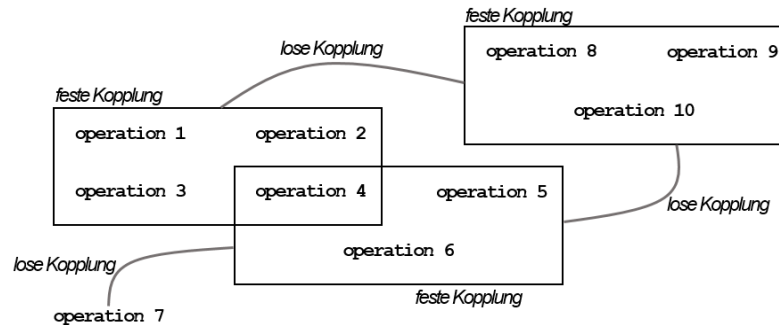 feste Kopplung
lose Kopplung
operation 8 operation 9
feste Kopplung
operation 10
operation 1 operation 2
operation 3 operation 4 operation 5
lose Kopplung
operation 6
lose Kopplung
feste Kopplung
operation 7